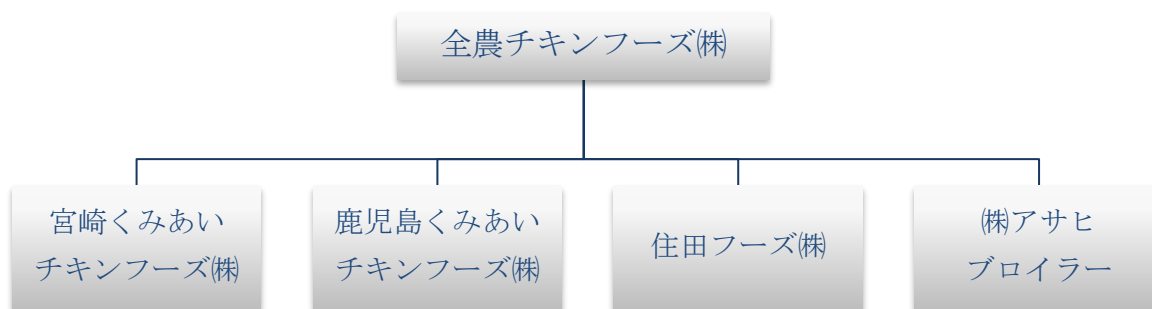 全農チキンフーズ㈱
宮崎くみあい
チキンフーズ㈱
鹿児島くみあい
チキンフーズ㈱
住田フーズ㈱
㈱アサヒ
ブロイラー